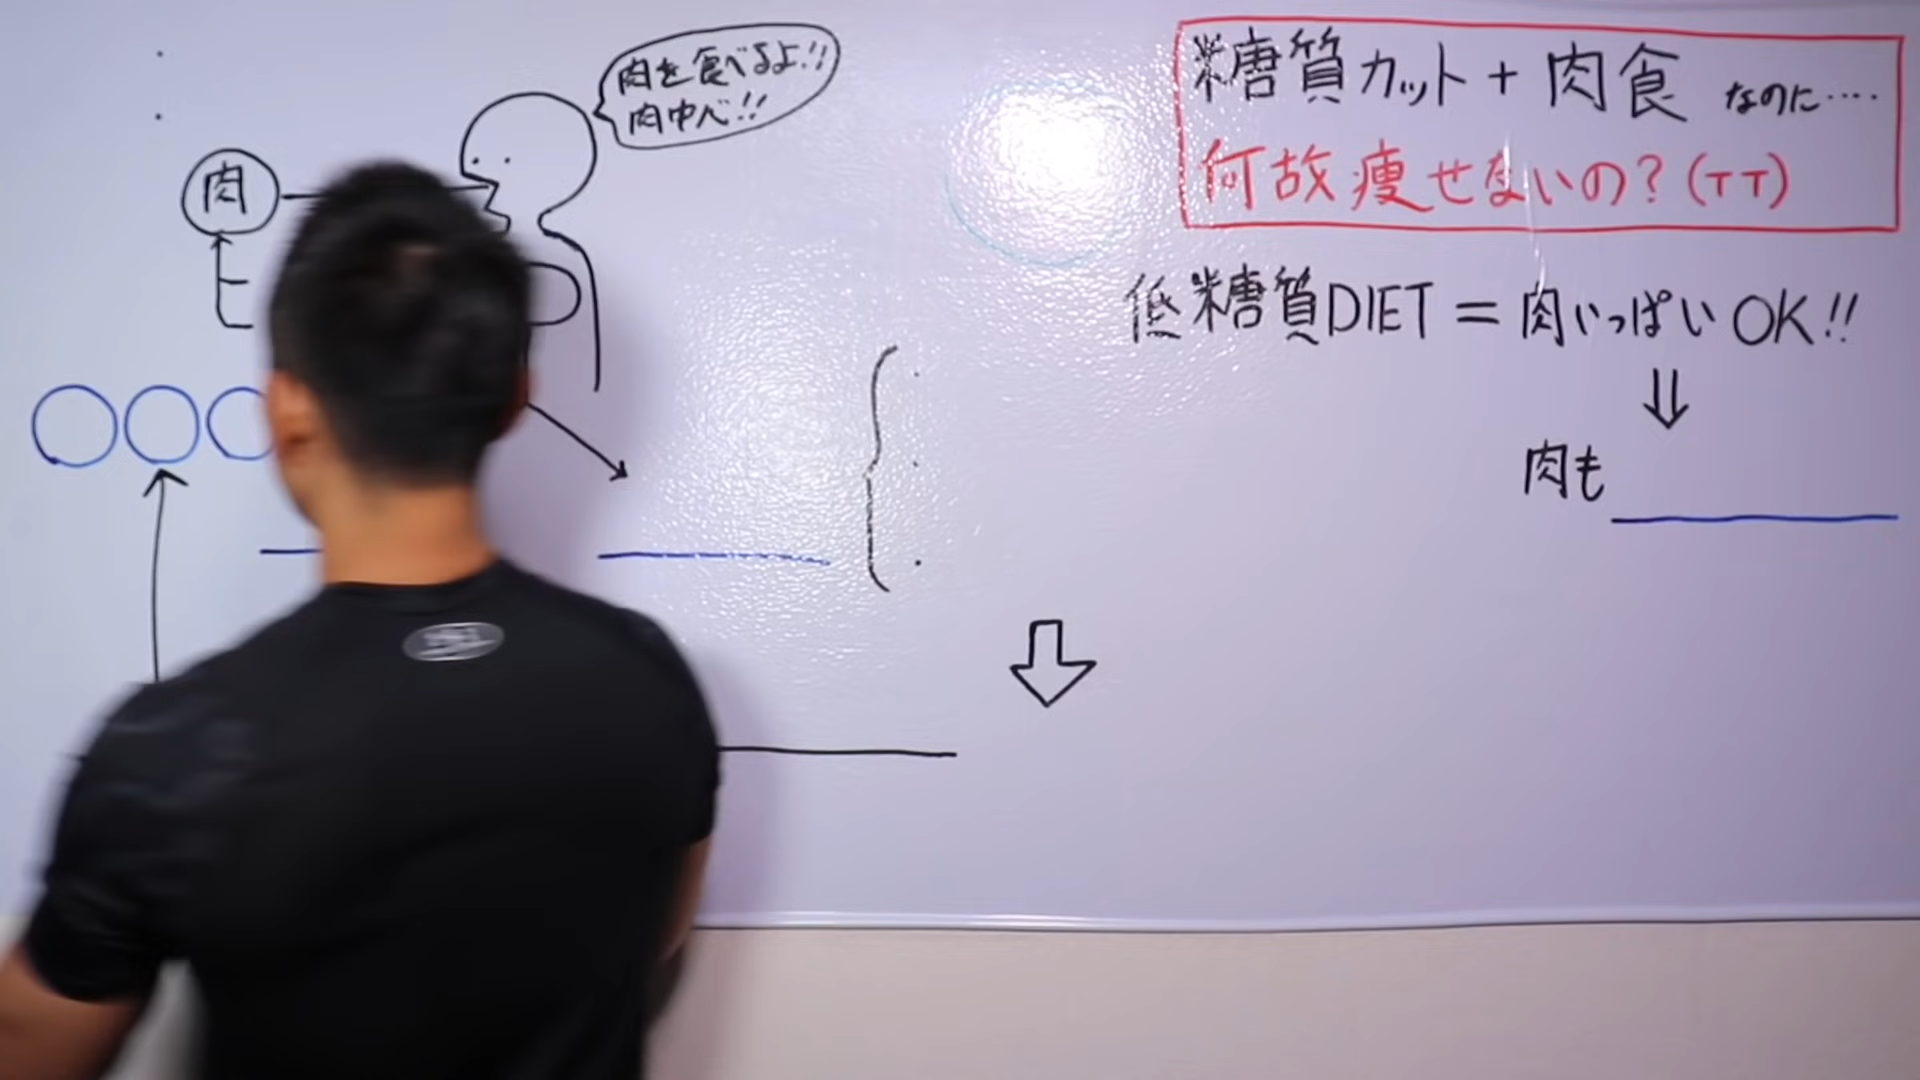 肉を食べるよ!!
肉中心!!
肉
糖質カット+肉食 なのに····
何故痩せないの?(TT)
低糖質DIET=肉いっぱいOK!!
⇓
肉も